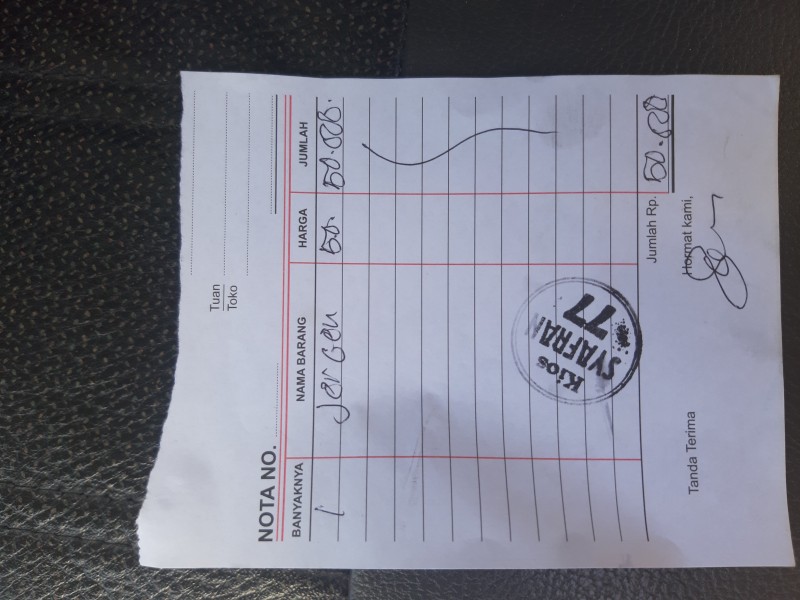 Tuan
Toko
NOTA NO.
BANYAKNYA NAMA BARANG HARGA JUMLAH
1 Jergen 50. 50.000.
Kios
SYAFRAN
77
Jumlah Rp. 50.000
Tanda Terima Hormat kami,